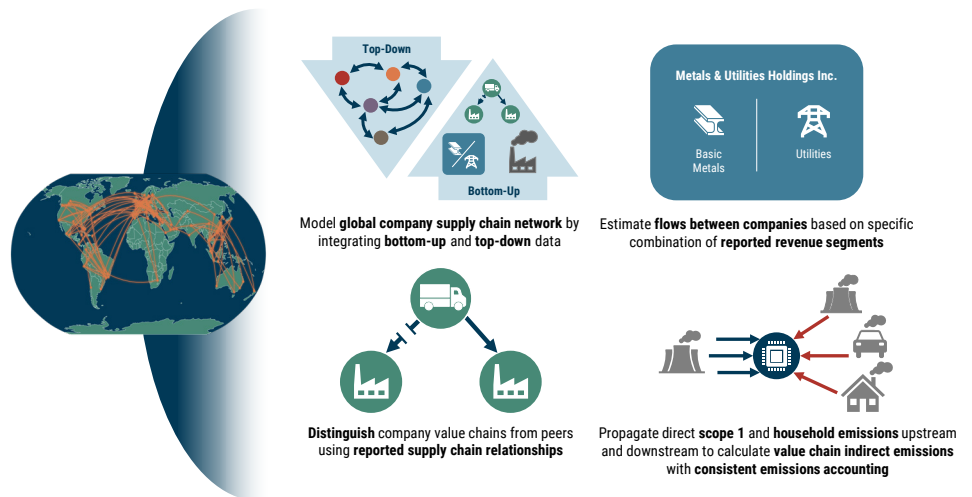 Top-Down
Bottom-Up
Model global company supply chain network by
integrating bottom-up and top-down data
Metals & Utilities Holdings Inc.
Basic
Metals
Utilities
Estimate flows between companies based on specific
combination of reported revenue segments
Distinguish company value chains from peers
using reported supply chain relationships
Propagate direct scope 1 and household emissions upstream
and downstream to calculate value chain indirect emissions
with consistent emissions accounting